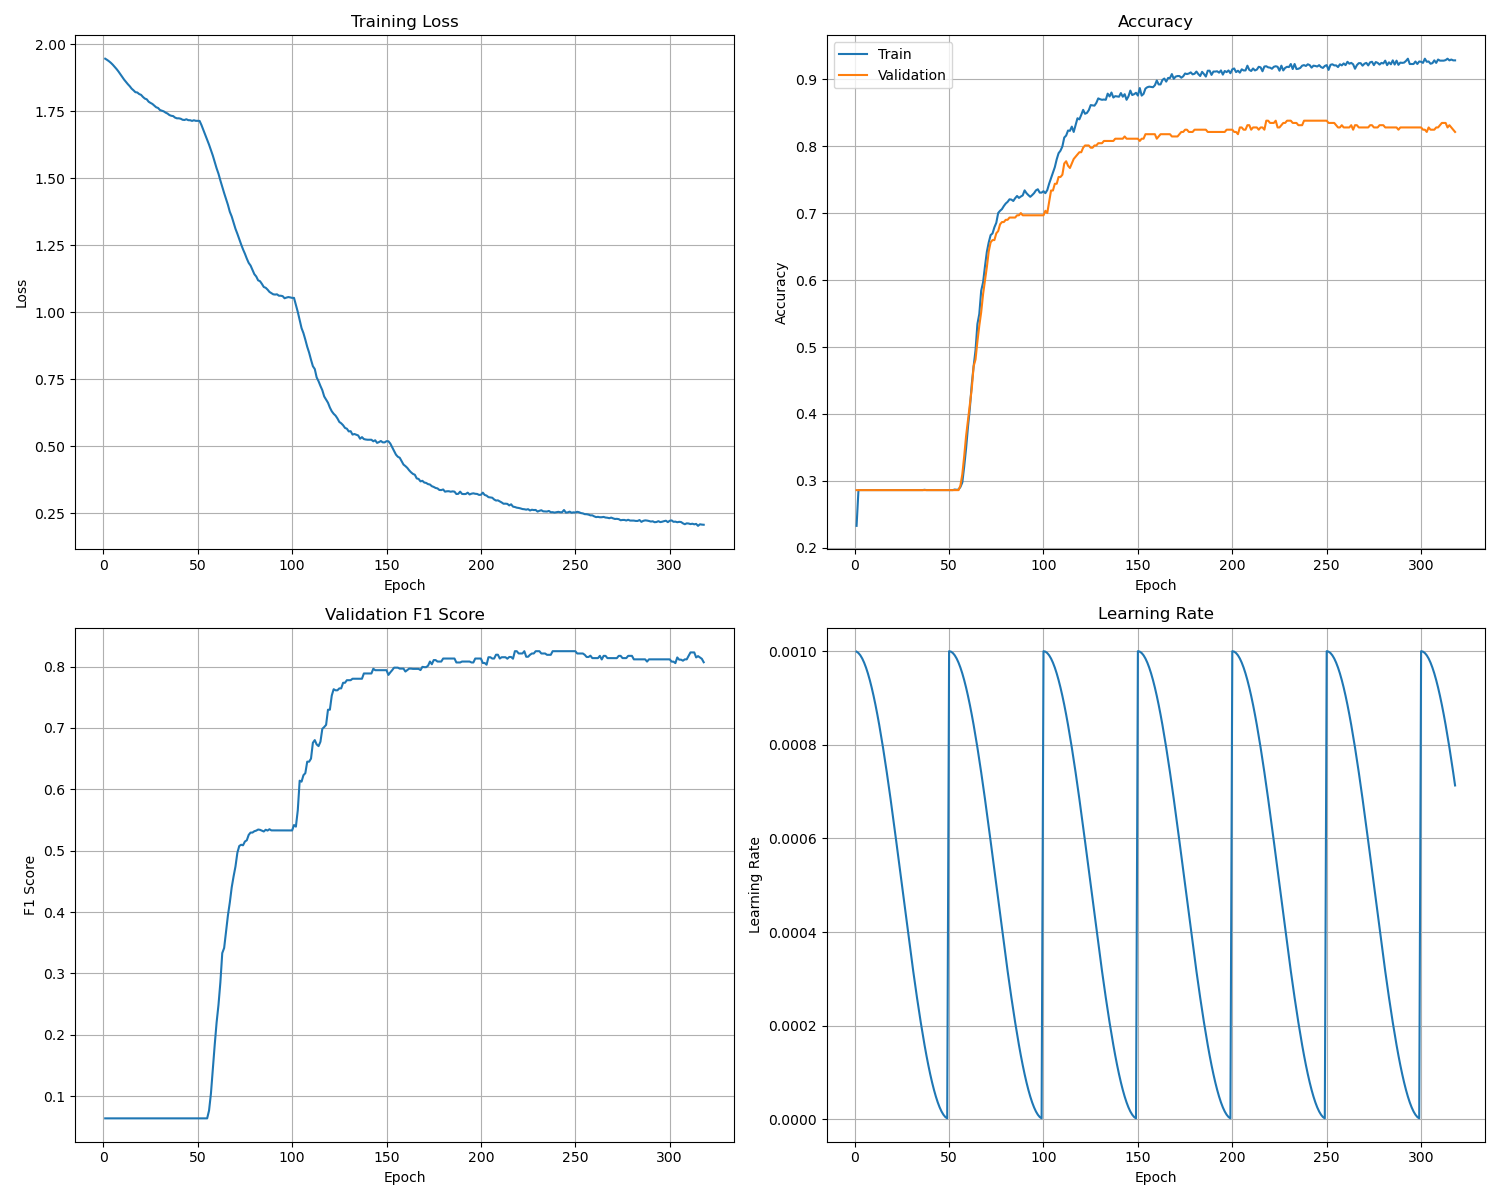 Training Loss
2.00
1.75
1.50
1.25
1.00
0.75
0.50
0.25
Loss
0 50 100 150 200 250 300
Epoch
Accuracy
Train
Validation
0.9
0.8
0.7
0.6
0.5
0.4
0.3
0.2
Accuracy
0 50 100 150 200 250 300
Epoch
Validation F1 Score
0.8
0.7
0.6
0.5
0.4
0.3
0.2
0.1
F1 Score
0 50 100 150 200 250 300
Epoch
Learning Rate
0.0010
0.0008
0.0006
0.0004
0.0002
0.0000
Learning Rate
0 50 100 150 200 250 300
Epoch